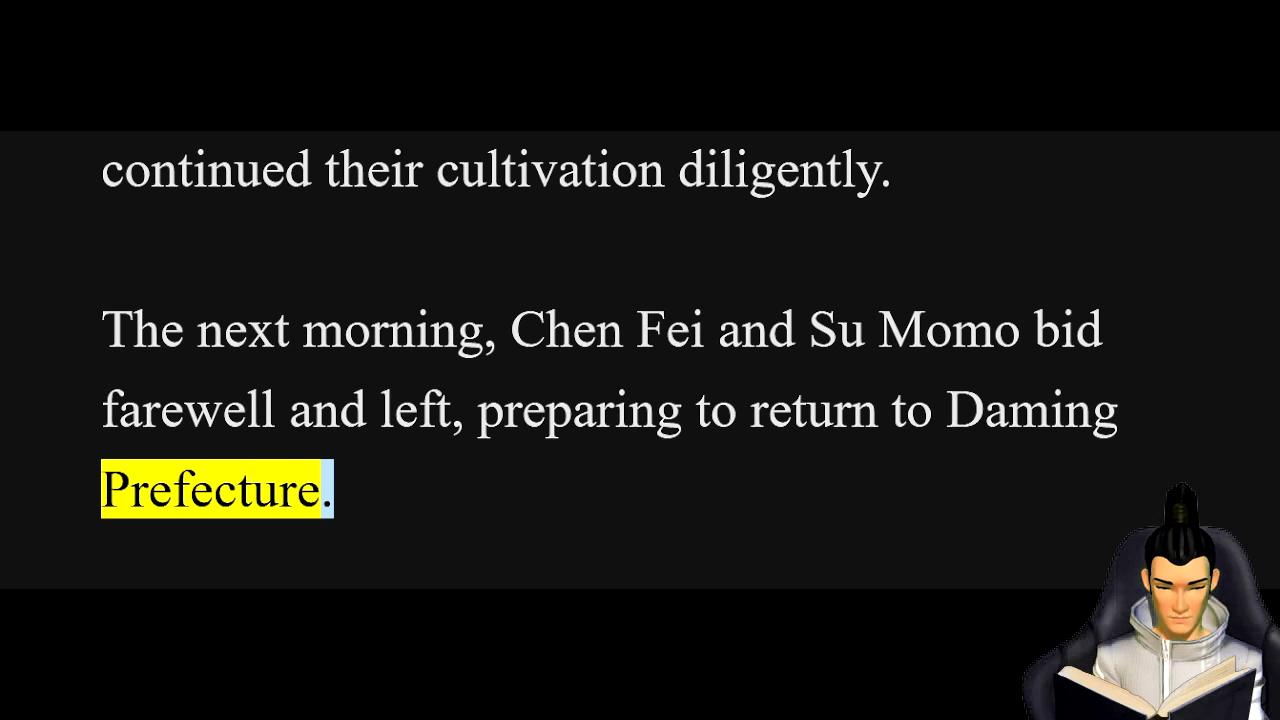 continued their cultivation diligently.
The next morning, Chen Fei and Su Momo bid
farewell and left, preparing to return to Daming
Prefecture.